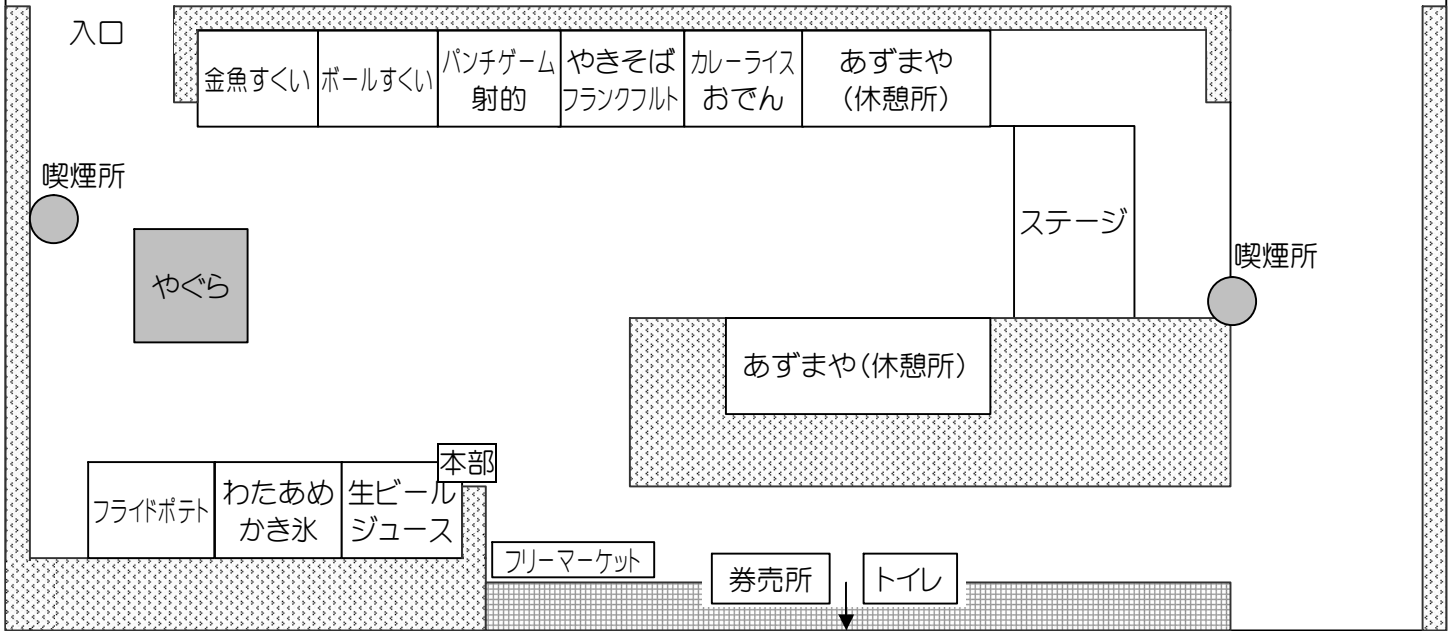 入口
金魚すくい
ボールすくい
パンチゲーム
射的
やきそば
フランクフルト
カレーライス
おでん
あずまや
(休憩所)
喫煙所
やぐら
ステージ
喫煙所
あずまや(休憩所)
本部
フライドポテト
わたあめ
かき氷
生ビール
ジュース
フリーマーケット
券売所
トイレ